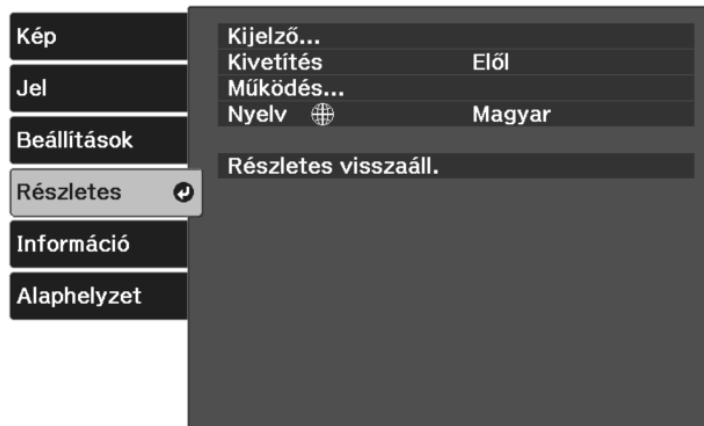 Kép
Jel
Beállítások
Részletes
Információ
Alaphelyzet
Kijelző...
Kivetítés Elől
Működés...
Nyelv Magyar
Részletes visszaáll.